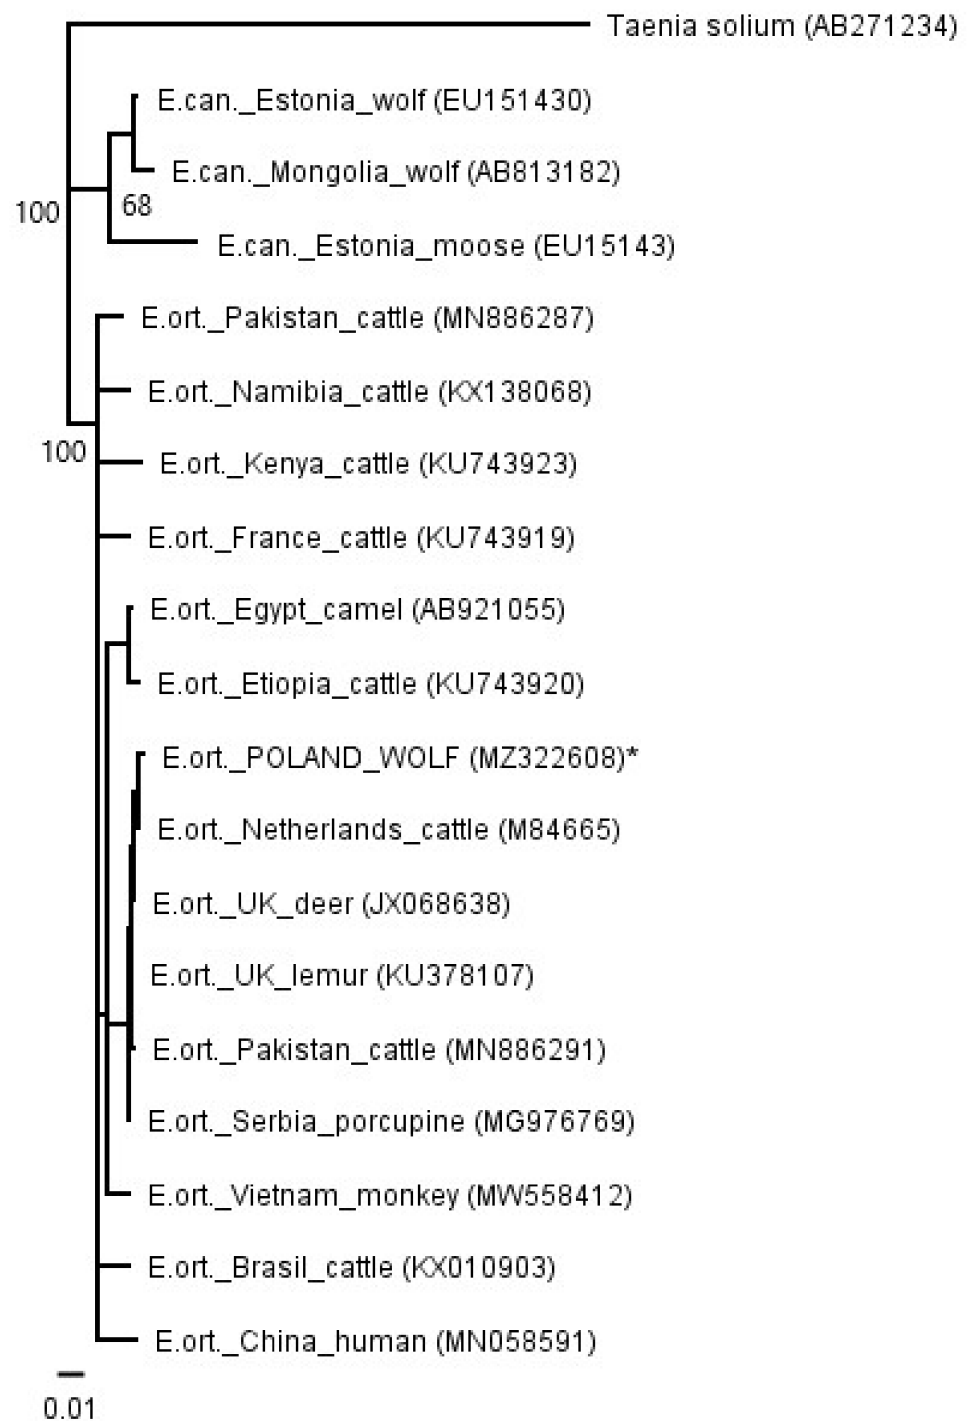 Taenia solium (AB271234)
E.can._Estonia_wolf (EU151430)
E.can._Mongolia_wolf (AB813182)
100
68
E.can._Estonia_moose (EU15143)
E.ort._Pakistan_cattle (MN886287)
E.ort._Namibia_cattle (KX138068)
100
E.ort._Kenya_cattle (KU743923)
E.ort._France_cattle (KU743919)
E.ort._Egypt_camel (AB921055)
E.ort._Etiopia_cattle (KU743920)
E.ort._POLAND_WOLF (MZ322608)*
E.ort._Netherlands_cattle (M84665)
E.ort._UK_deer (JX068638)
E.ort._UK_lemur (KU378107)
E.ort._Pakistan_cattle (MN886291)
E.ort._Serbia_porcupine (MG976769)
E.ort._Vietnam_monkey (MW558412)
E.ort._Brasil_cattle (KX010903)
E.ort._China_human (MN058591)
0.01